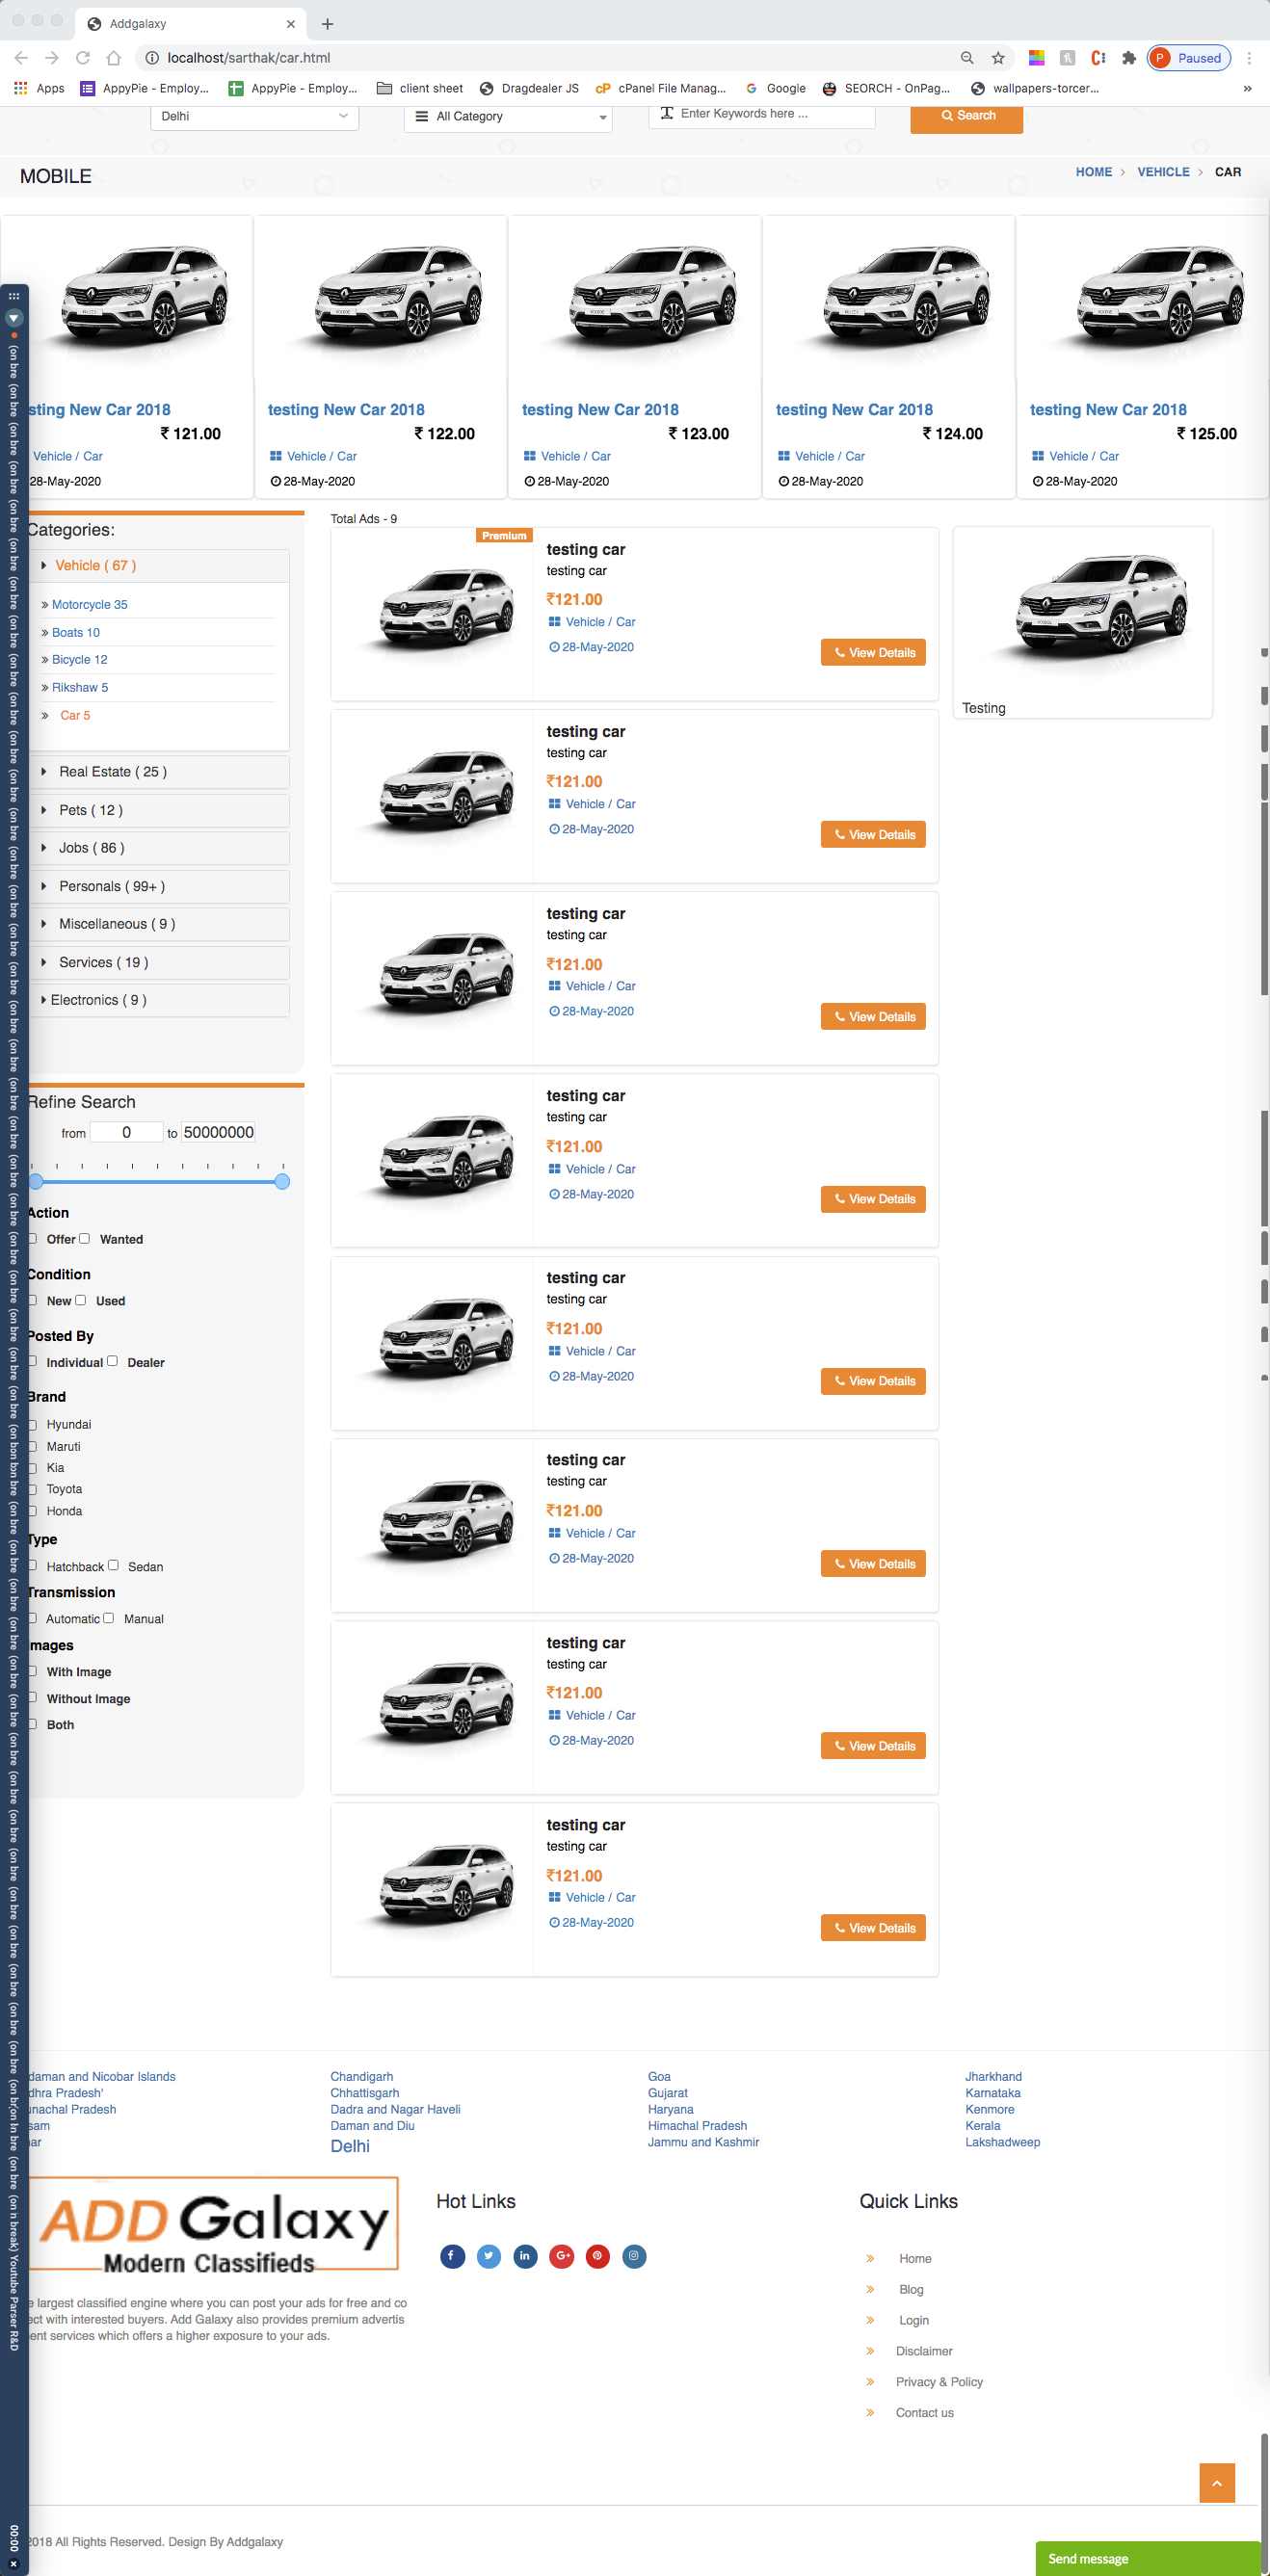 Addgalaxy
localhost/sarthak/car.html
Paused
Apps AppyPie - Employ... AppyPie - Employ... client sheet Dragdealer JS cPanel File Manag... Google SEORCH - OnPag... wallpapers-torcer...
Delhi All Category Enter Keywords here ... Search
MOBILE
HOME VEHICLE CAR
sting New Car 2018
₹ 121.00
Vehicle / Car
28-May-2020
testing New Car 2018
₹ 122.00
Vehicle / Car
28-May-2020
testing New Car 2018
₹ 123.00
Vehicle / Car
28-May-2020
testing New Car 2018
₹ 124.00
Vehicle / Car
28-May-2020
testing New Car 2018
₹ 125.00
Vehicle / Car
28-May-2020
Categories:
Vehicle ( 67 )
Motorcycle 35
Boats 10
Bicycle 12
Rikshaw 5
Car 5
Real Estate ( 25 )
Pets ( 12 )
Jobs ( 86 )
Personals ( 99+ )
Miscellaneous ( 9 )
Services ( 19 )
Electronics ( 9 )
Refine Search
from 0 to 50000000
Action
Offer Wanted
Condition
New Used
Posted By
Individual Dealer
Brand
Hyundai
Maruti
Kia
Toyota
Honda
Type
Hatchback Sedan
Transmission
Automatic Manual
Images
With Image
Without Image
Both
Total Ads - 9
Premium
testing car
testing car
₹121.00
Vehicle / Car
28-May-2020
View Details
testing car
testing car
₹121.00
Vehicle / Car
28-May-2020
View Details
testing car
testing car
₹121.00
Vehicle / Car
28-May-2020
View Details
testing car
testing car
₹121.00
Vehicle / Car
28-May-2020
View Details
testing car
testing car
₹121.00
Vehicle / Car
28-May-2020
View Details
testing car
testing car
₹121.00
Vehicle / Car
28-May-2020
View Details
testing car
testing car
₹121.00
Vehicle / Car
28-May-2020
View Details
testing car
testing car
₹121.00
Vehicle / Car
28-May-2020
View Details
Testing
daman and Nicobar Islands
dhra Pradesh'
unachal Pradesh
sam
ar
Chandigarh
Chhattisgarh
Dadra and Nagar Haveli
Daman and Diu
Delhi
Goa
Gujarat
Haryana
Himachal Pradesh
Jammu and Kashmir
Jharkhand
Karnataka
Kenmore
Kerala
Lakshadweep
ADD Galaxy
Modern Classifieds
e largest classified engine where you can post your ads for free and co
ect with interested buyers. Add Galaxy also provides premium advertis
ent services which offers a higher exposure to your ads.
Hot Links
Quick Links
Home
Blog
Login
Disclaimer
Privacy & Policy
Contact us
2018 All Rights Reserved. Design By Addgalaxy
Send message
(on break) Youtube Parser R&D
00:00